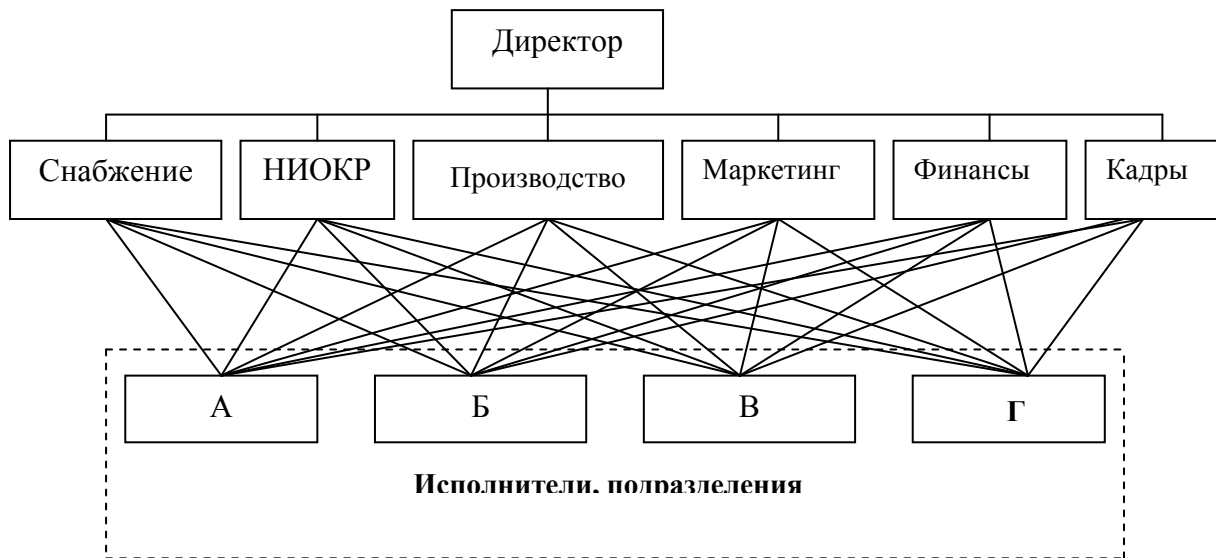 Директор
Снабжение
НИОКР
Производство
Маркетинг
Финансы
Кадры
А
Б
В
Г
Исполнители, подразделения